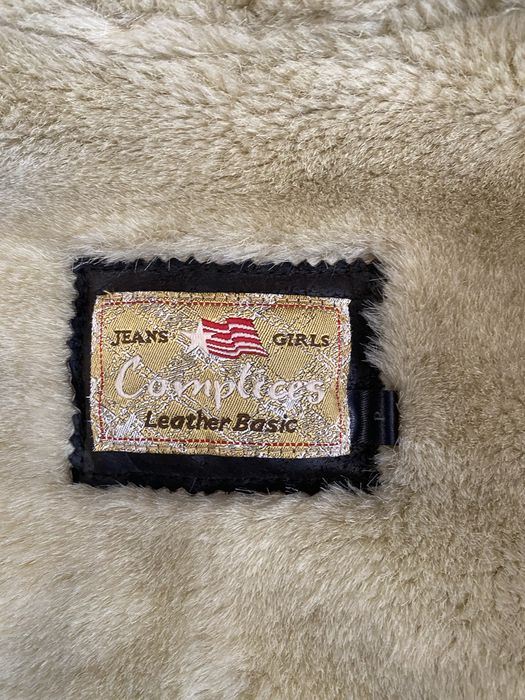 JEANS GIRLS
Complices
Leather Basic